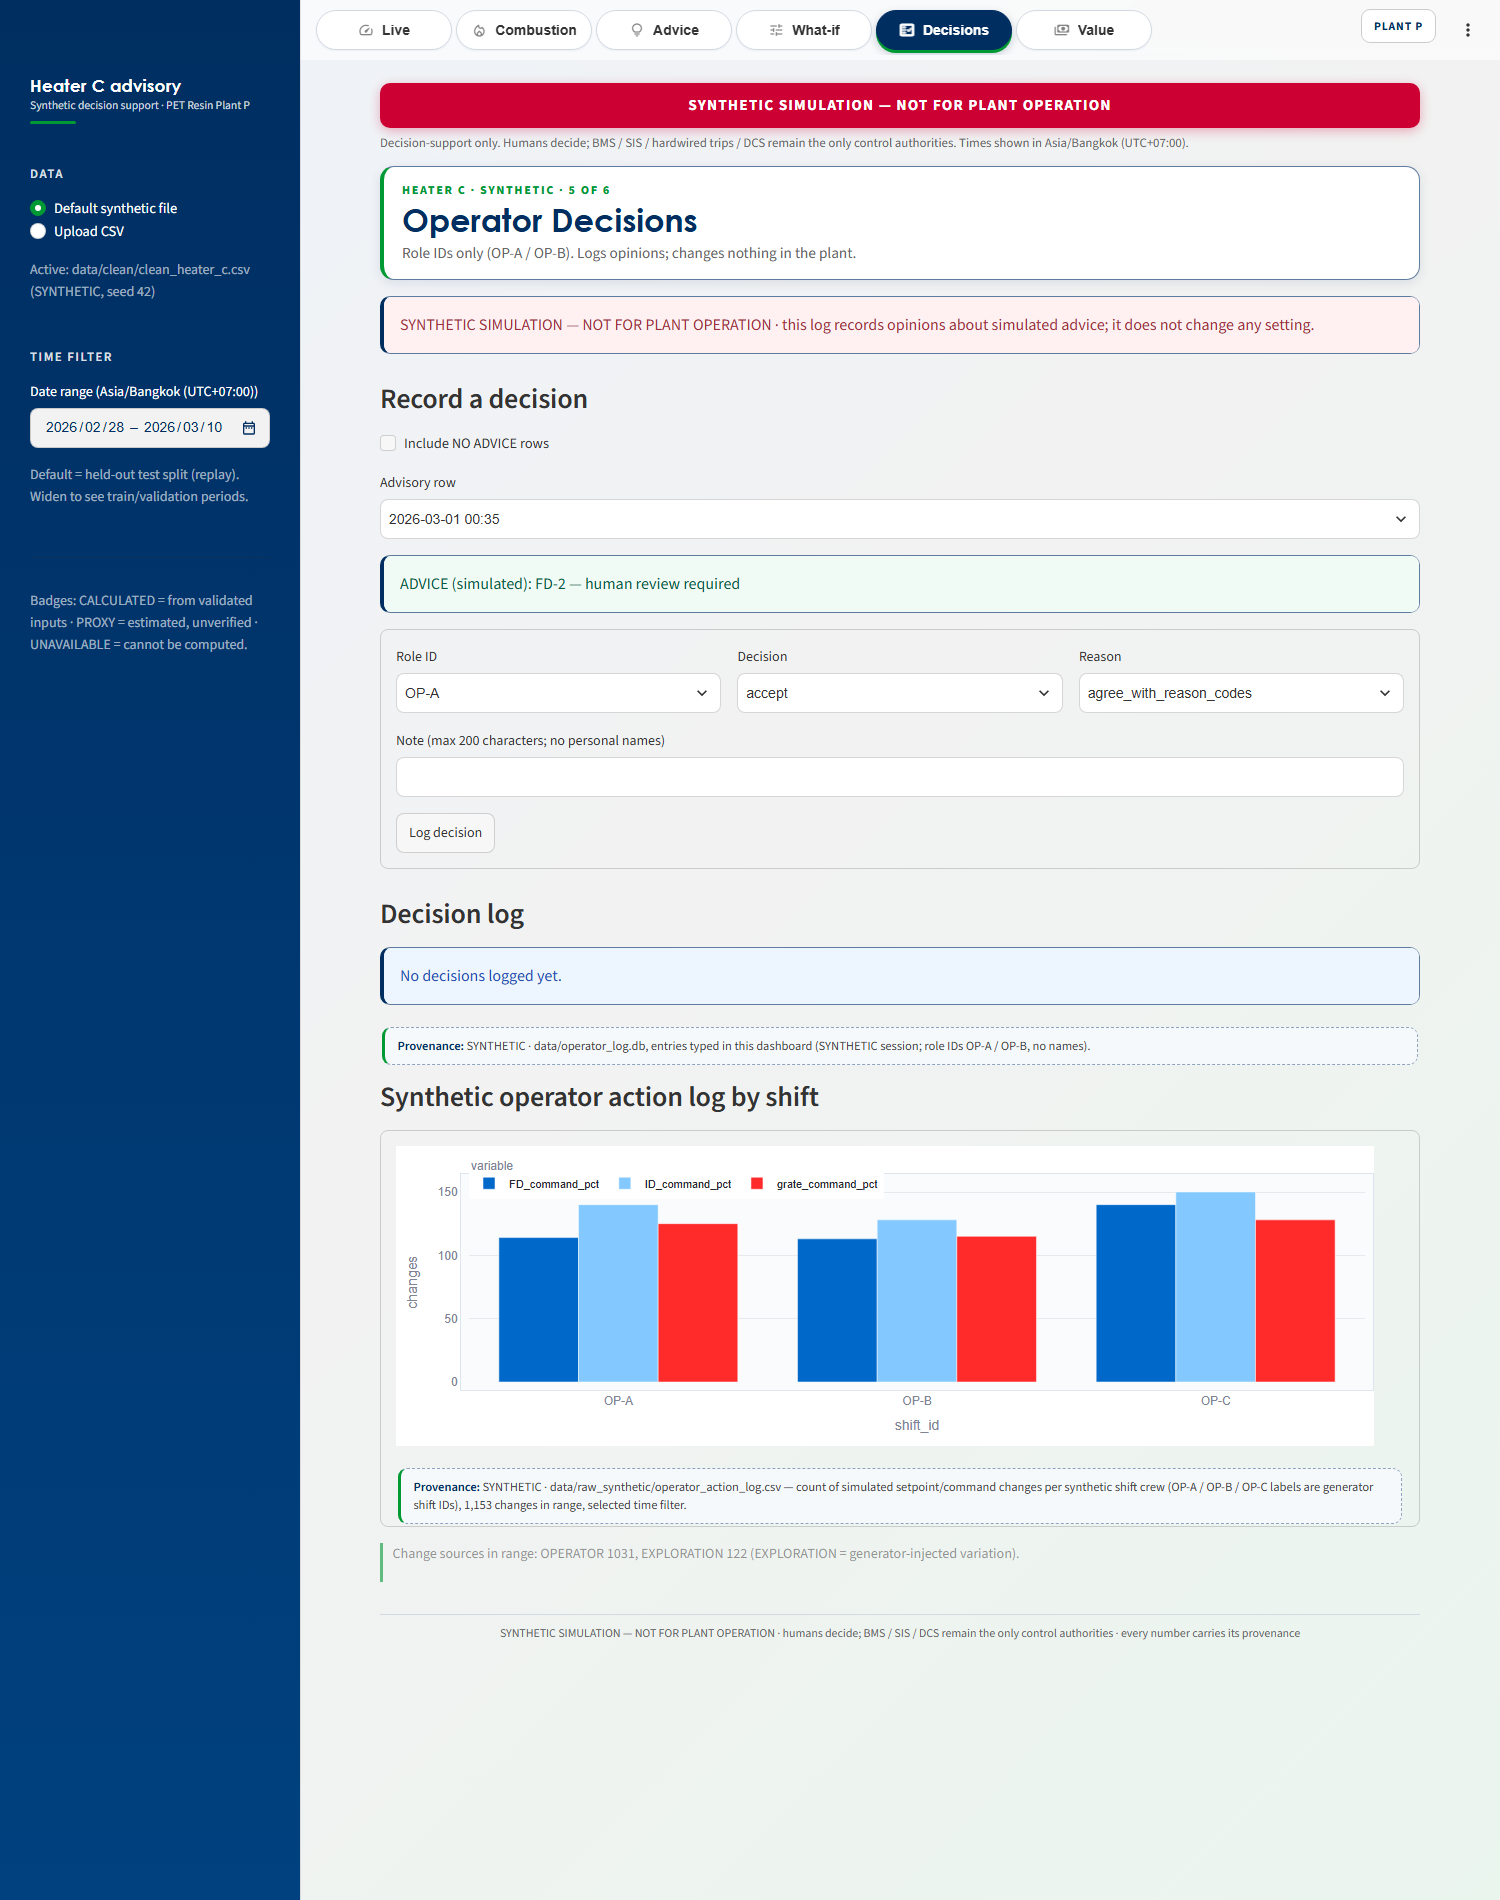 Live
Combustion
Advice
What-if
Decisions
Value
PLANT P
Heater C advisory
Synthetic decision support · PET Resin Plant P
DATA
Default synthetic file
Upload CSV
Active: data/clean/clean_heater_c.csv
(SYNTHETIC, seed 42)
TIME FILTER
Date range (Asia/Bangkok (UTC+07:00))
2026/02/28 – 2026/03/10
Default = held-out test split (replay).
Widen to see train/validation periods.
Badges: CALCULATED = from validated
inputs · PROXY = estimated, unverified ·
UNAVAILABLE = cannot be computed.
SYNTHETIC SIMULATION — NOT FOR PLANT OPERATION
Decision-support only. Humans decide; BMS / SIS / hardwired trips / DCS remain the only control authorities. Times shown in Asia/Bangkok (UTC+07:00).
HEATER C · SYNTHETIC · 5 OF 6
Operator Decisions
Role IDs only (OP-A / OP-B). Logs opinions; changes nothing in the plant.
SYNTHETIC SIMULATION — NOT FOR PLANT OPERATION · this log records opinions about simulated advice; it does not change any setting.
Record a decision
Include NO ADVICE rows
Advisory row
2026-03-01 00:35
ADVICE (simulated): FD-2 — human review required
Role ID
Decision
Reason
OP-A
accept
agree_with_reason_codes
Note (max 200 characters; no personal names)
Log decision
Decision log
No decisions logged yet.
Provenance: SYNTHETIC · data/operator_log.db, entries typed in this dashboard (SYNTHETIC session; role IDs OP-A / OP-B, no names).
Synthetic operator action log by shift
variable
FD_command_pct
ID_command_pct
grate_command_pct
150
100
50
0
changes
OP-A
OP-B
OP-C
shift_id
Provenance: SYNTHETIC · data/raw_synthetic/operator_action_log.csv — count of simulated setpoint/command changes per synthetic shift crew (OP-A / OP-B / OP-C labels are generator
shift IDs), 1,153 changes in range, selected time filter.
Change sources in range: OPERATOR 1031, EXPLORATION 122 (EXPLORATION = generator-injected variation).
SYNTHETIC SIMULATION — NOT FOR PLANT OPERATION · humans decide; BMS / SIS / DCS remain the only control authorities · every number carries its provenance